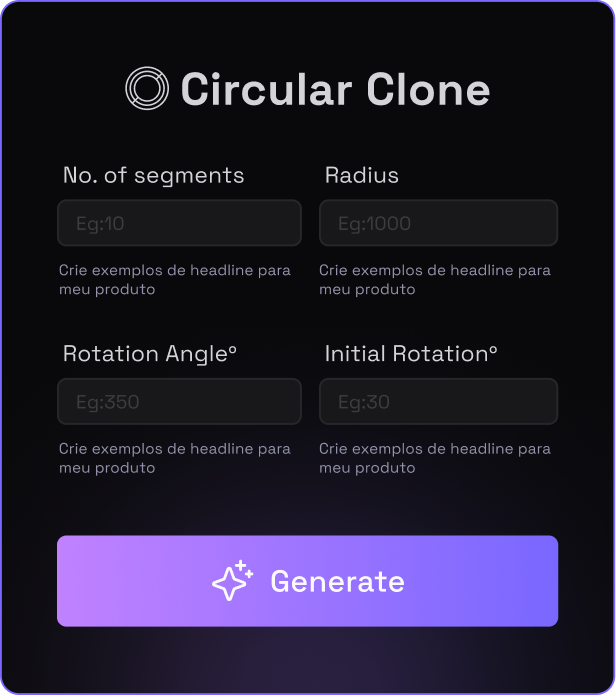 Circular Clone
No. of segments
Radius
Eg:10
Eg:1000
Crie exemplos de headline para
meu produto
Crie exemplos de headline para
meu produto
Rotation Angleº
Initial Rotationº
Eg:350
Eg:30
Crie exemplos de headline para
meu produto
Crie exemplos de headline para
meu produto
Generate